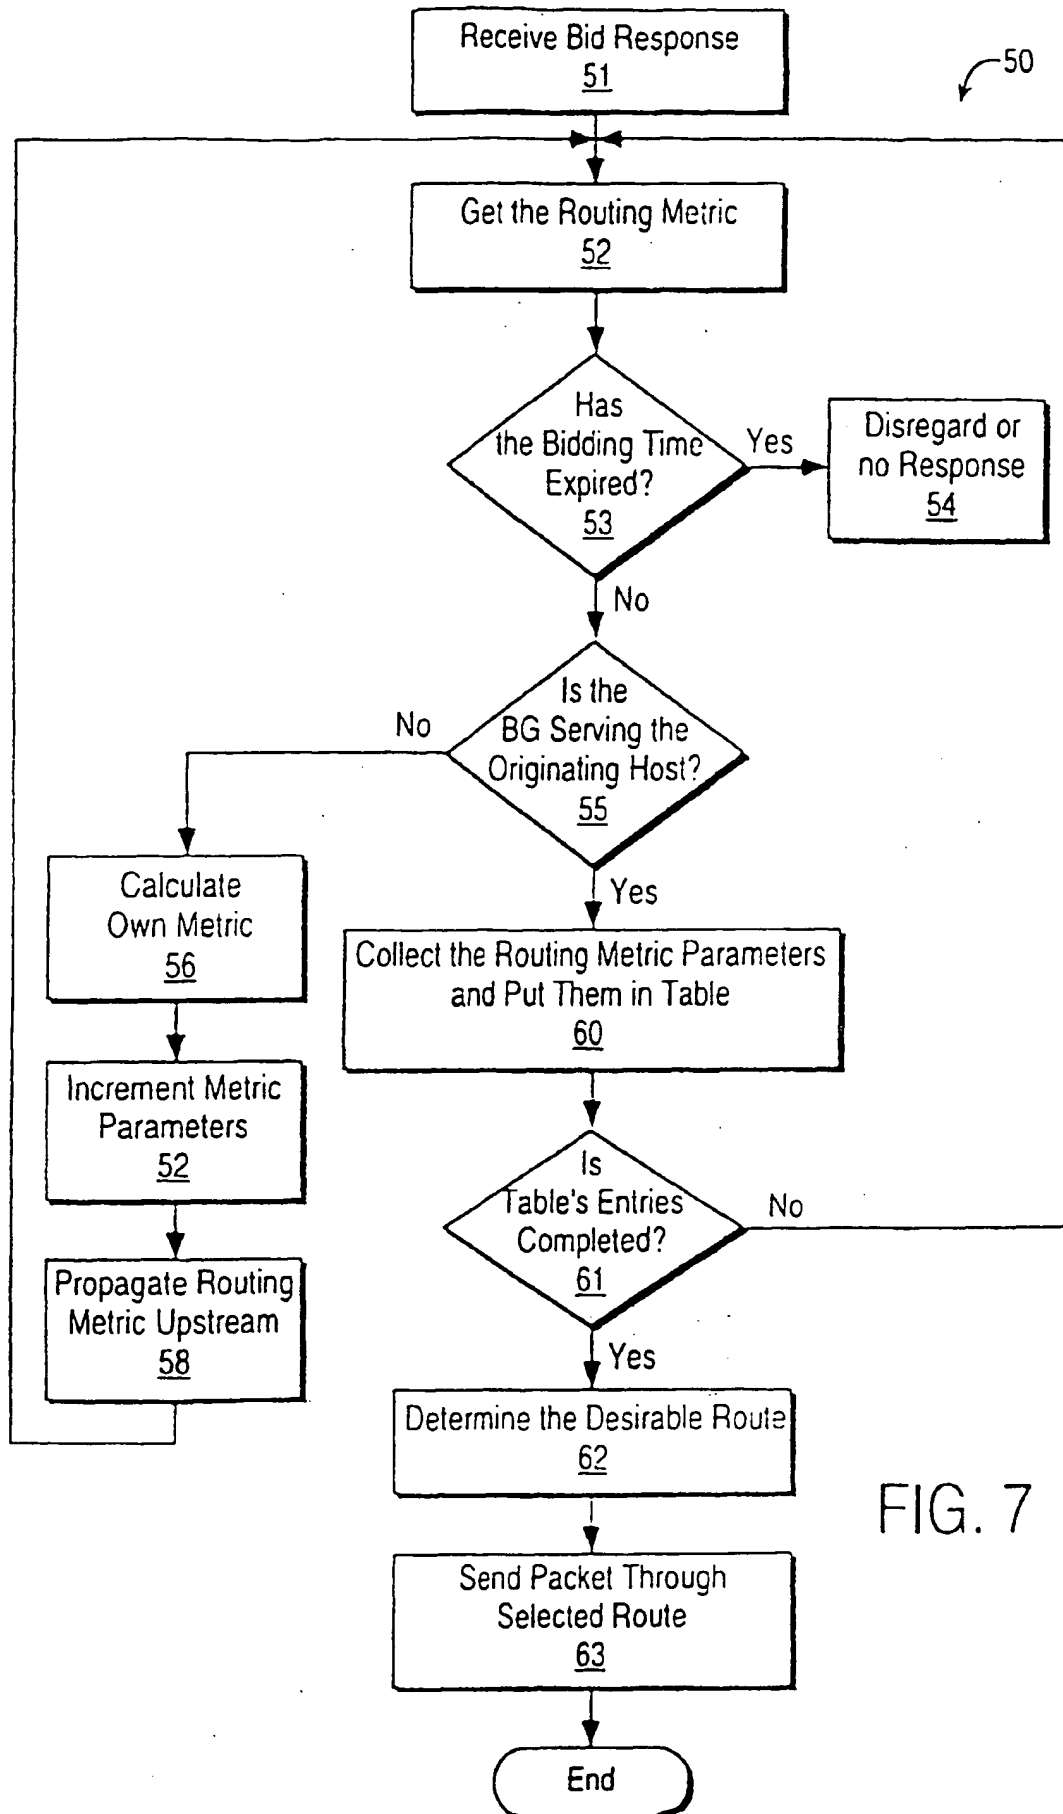 Receive Bid Response
51
50
Get the Routing Metric
52
Has
the Bidding Time
Expired?
53
Yes
Disregard or
no Response
54
No
Is the
BG Serving the
Originating Host?
55
No
Yes
Calculate
Own Metric
56
Collect the Routing Metric Parameters
and Put Them in Table
60
Increment Metric
Parameters
52
Is
Table's Entries
Completed?
61
No
Propagate Routing
Metric Upstream
58
Yes
Determine the Desirable Route
62
FIG. 7
Send Packet Through
Selected Route
63
End